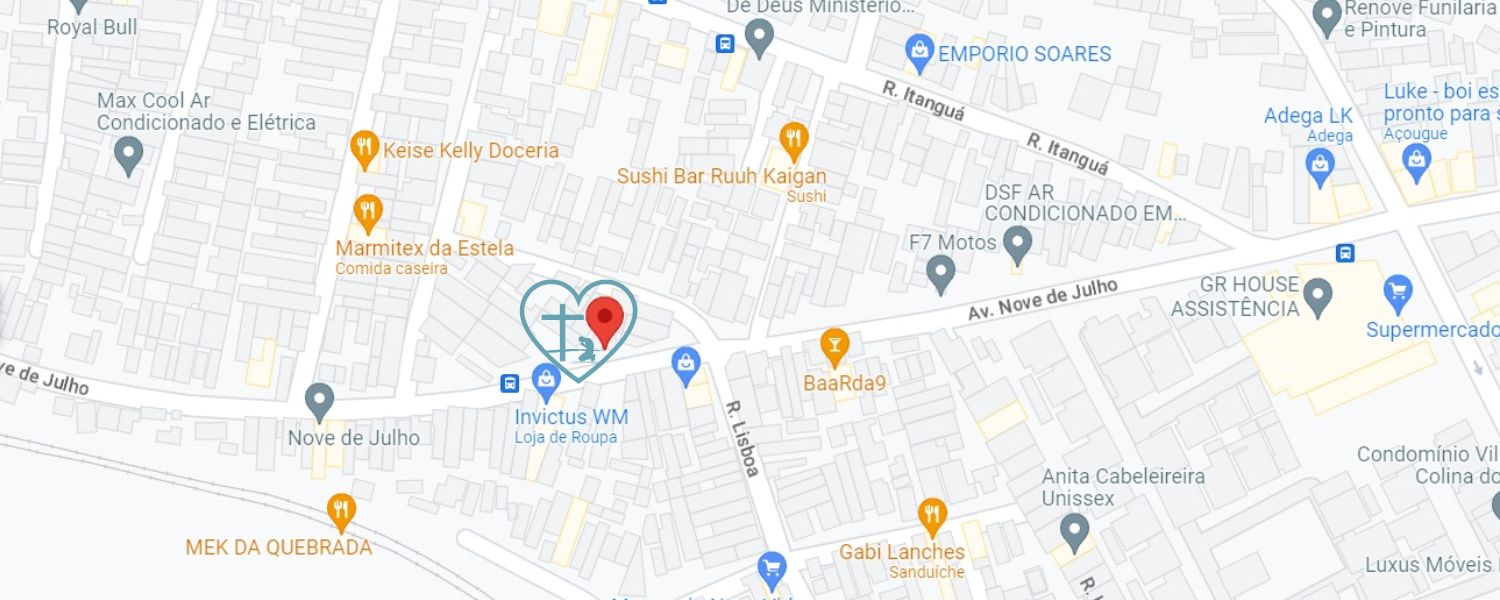 De Deus Ministério...
Renove Funilaria
e Pintura
Royal Bull
EMPORIO SOARES
R. Itanguá
Luke - boi es
pronto para s
Açougue
Max Cool Ar
Condicionado e Elétrica
Adega LK
Adega
R. Itanguá
Keise Kelly Doceria
Sushi Bar Ruuh Kaigan
Sushi
DSF AR
CONDICIONADO EM...
Marmitex da Estela
Comida caseira
F7 Motos
Av. Nove de Julho
GR HOUSE
ASSISTÊNCIA
Supermercado
ve de Julho
BaaRda9
Invictus WM
Loja de Roupa
Nove de Julho
R. Lisboa
Condomínio Vil
Colina do
Anita Cabeleireira
Unissex
MEK DA QUEBRADA
Gabi Lanches
Sanduíche
Luxus Móveis
R.